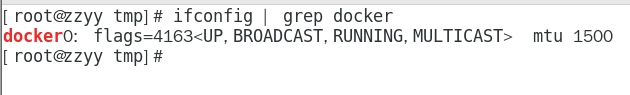 [root@zzyy tmp]# ifconfig | grep docker
docker0: flags=4163<UP,BROADCAST,RUNNING,MULTICAST>  mtu 1500
[root@zzyy tmp]#